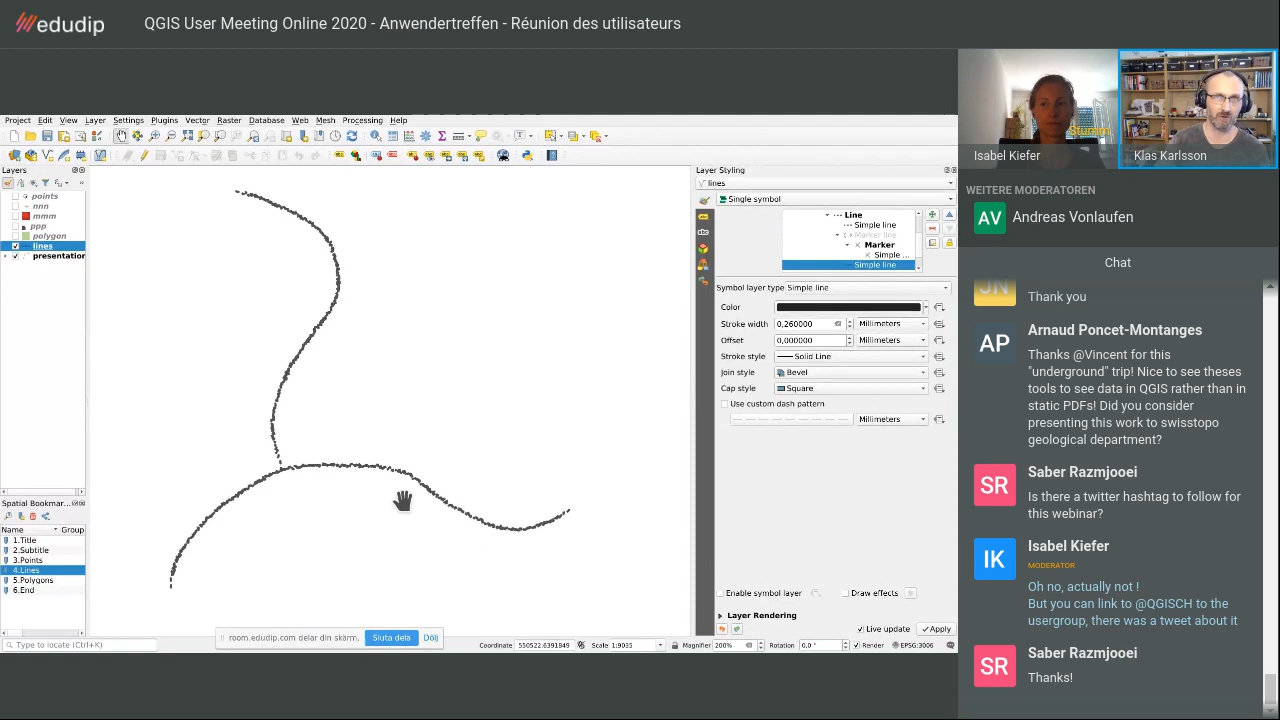 edudip
QGIS User Meeting Online 2020 - Anwendertreffen - Réunion des utilisateurs
Project Edit View Layer Settings Plugins Vector Raster Database Web Mesh Processing Help
Layers
points
nnn
mmm
ppp
polygon
lines
presentation
Spatial Bookmar...
Name Group
1.Title
2.Subtitle
3.Points
4.Lines
5.Polygons
6.End
Layer Styling
lines
Single symbol
Line
Simple line
Marker line
Marker
Simple ...
Simple line
Symbol layer type Simple line
Color
Stroke width 0,260000 Millimeters
Offset 0,000000 Millimeters
Stroke style Solid Line
Join style Bevel
Cap style Square
Use custom dash pattern
Millimeters
Enable symbol layer Draw effects
Layer Rendering
Live update Apply
room.edudip.com delar din skärm. Sluta dela Dölj
Type to locate (Ctrl+K) Coordinate 550522.6391849 Scale 1:9035 Magnifier 200% Rotation 0,0 ° Render EPSG:3006
Stumm
Isabel Kiefer
Klas Karlsson
WEITERE MODERATOREN
AV Andreas Vonlaufen
Chat
JN
Thank you
AP
Arnaud Poncet-Montanges
Thanks @Vincent for this
"underground" trip! Nice to see theses
tools to see data in QGIS rather than in
static PDFs! Did you consider
presenting this work to swisstopo
geological department?
SR
Saber Razmjooei
Is there a twitter hashtag to follow for
this webinar?
IK
Isabel Kiefer
MODERATOR
Oh no, actually not !
But you can link to @QGISCH to the
usergroup, there was a tweet about it
SR
Saber Razmjooei
Thanks!